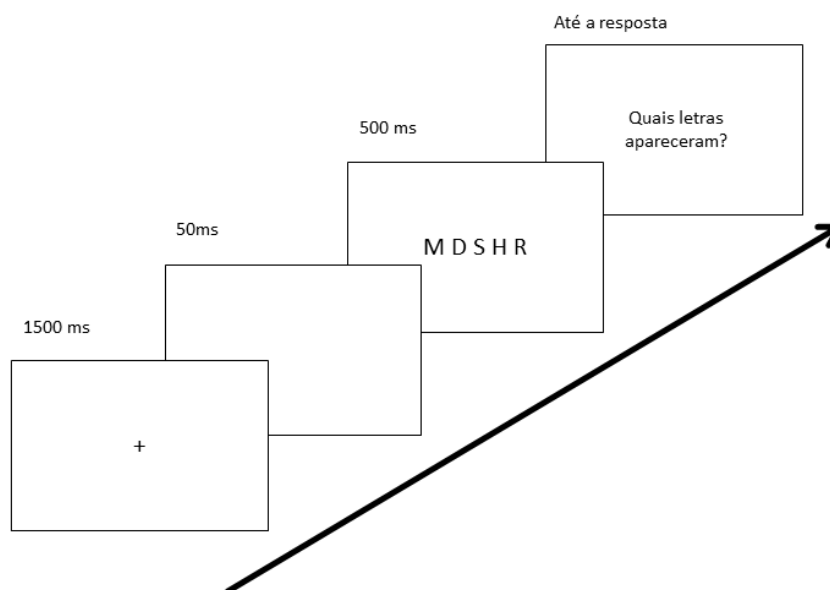 Até a resposta
Quais letras
apareceram?
500 ms
M D S H R
50ms
1500 ms
+